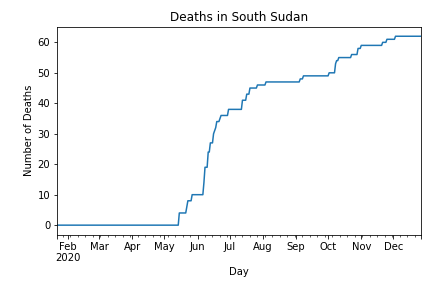 Deaths in South Sudan
Number of Deaths
60
50
40
30
20
10
0
Feb Mar Apr May Jun Jul Aug Sep Oct Nov Dec
2020
Day